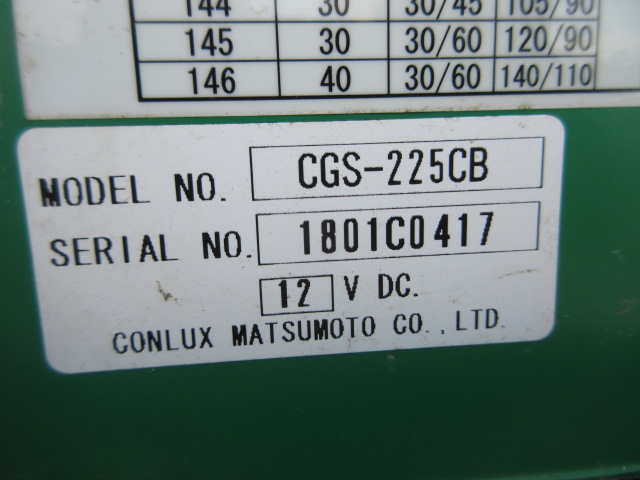 144 30 30/45 105/90
145 30 30/60 120/90
146 40 30/60 140/110
MODEL NO. CGS-225CB
SERIAL NO. 1801C0417
12 V DC.
CONLUX MATSUMOTO CO.,LTD.